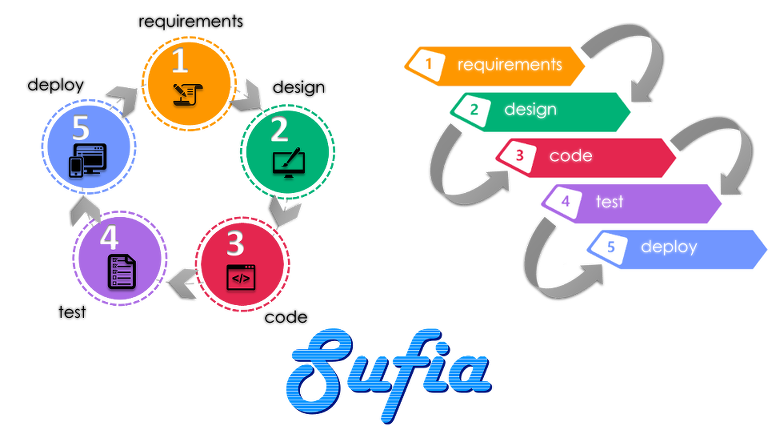 requirements
1
design
2
code
3
test
4
deploy
5
</>
1 requirements
2 design
3 code
4 test
5 deploy
Sufia